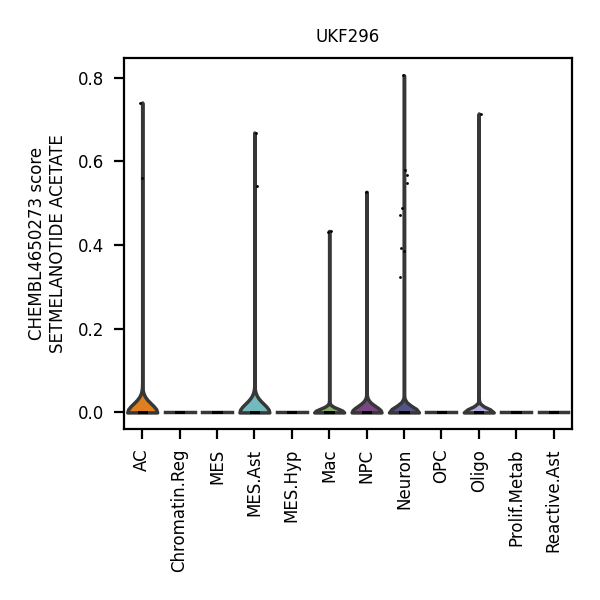 UKF296
CHEMBL4650273 score
SETMELANOTIDE ACETATE
0.8
0.6
0.4
0.2
0.0
AC
Chromatin.Reg
MES
MES.Ast
MES.Hyp
Mac
NPC
Neuron
OPC
Oligo
Prolif.Metab
Reactive.Ast